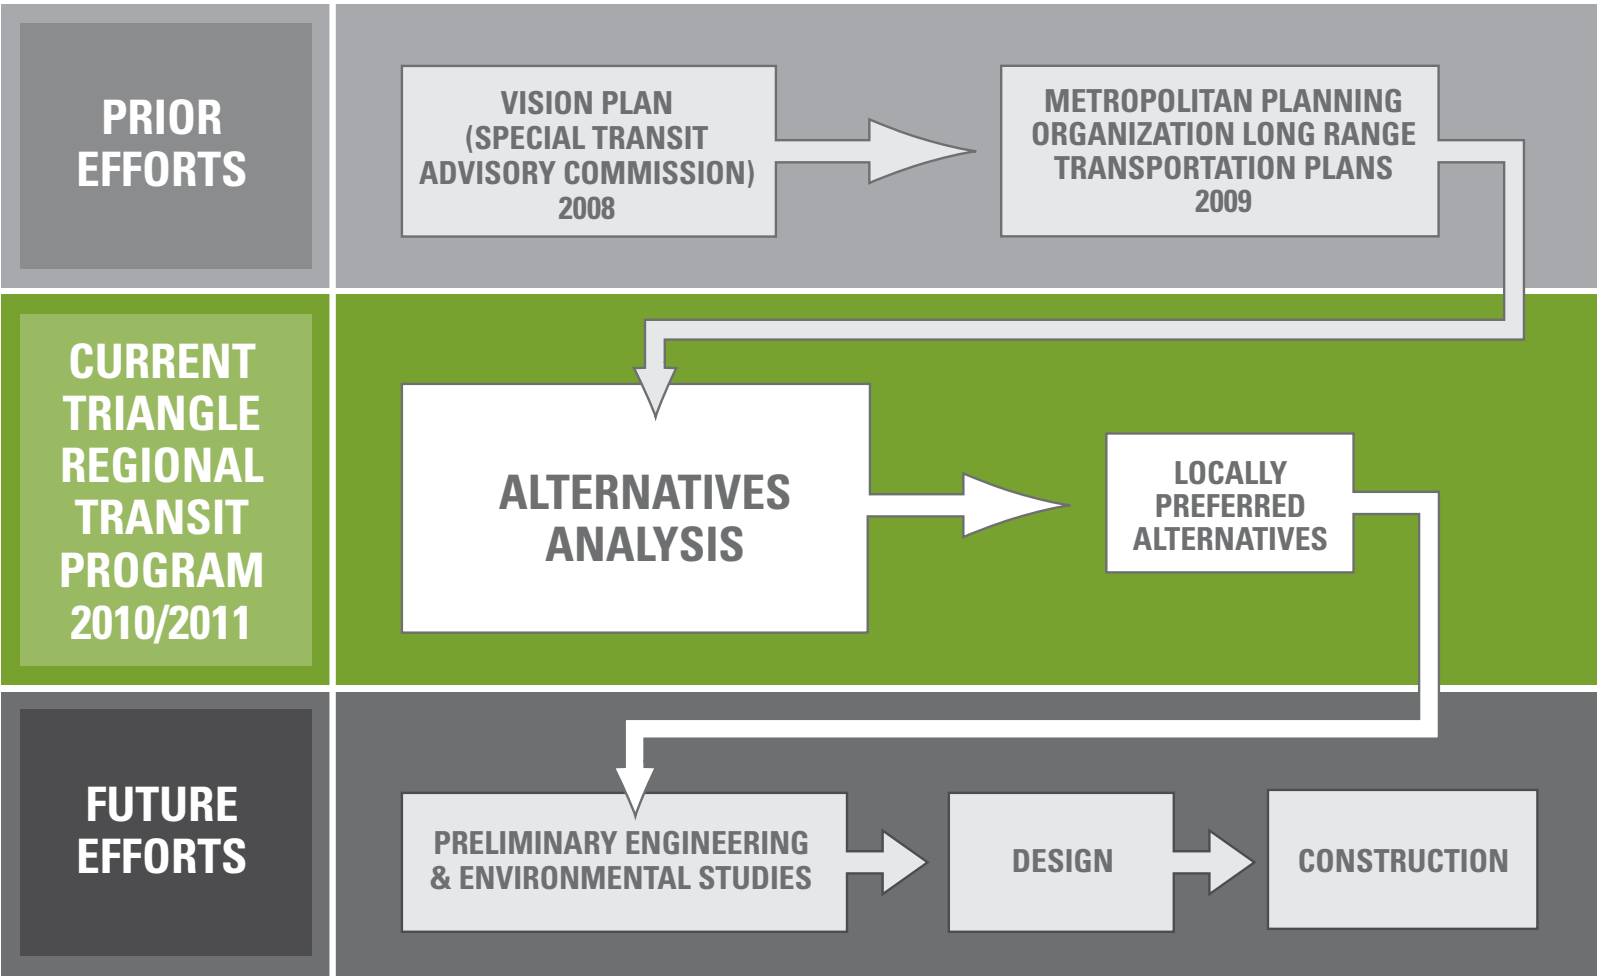 PRIOR
EFFORTS
VISION PLAN
(SPECIAL TRANSIT
ADVISORY COMMISSION)
2008
METROPOLITAN PLANNING
ORGANIZATION LONG RANGE
TRANSPORTATION PLANS
2009
CURRENT
TRIANGLE
REGIONAL
TRANSIT
PROGRAM
2010/2011
ALTERNATIVES
ANALYSIS
LOCALLY
PREFERRED
ALTERNATIVES
FUTURE
EFFORTS
PRELIMINARY ENGINEERING
& ENVIRONMENTAL STUDIES
DESIGN
CONSTRUCTION